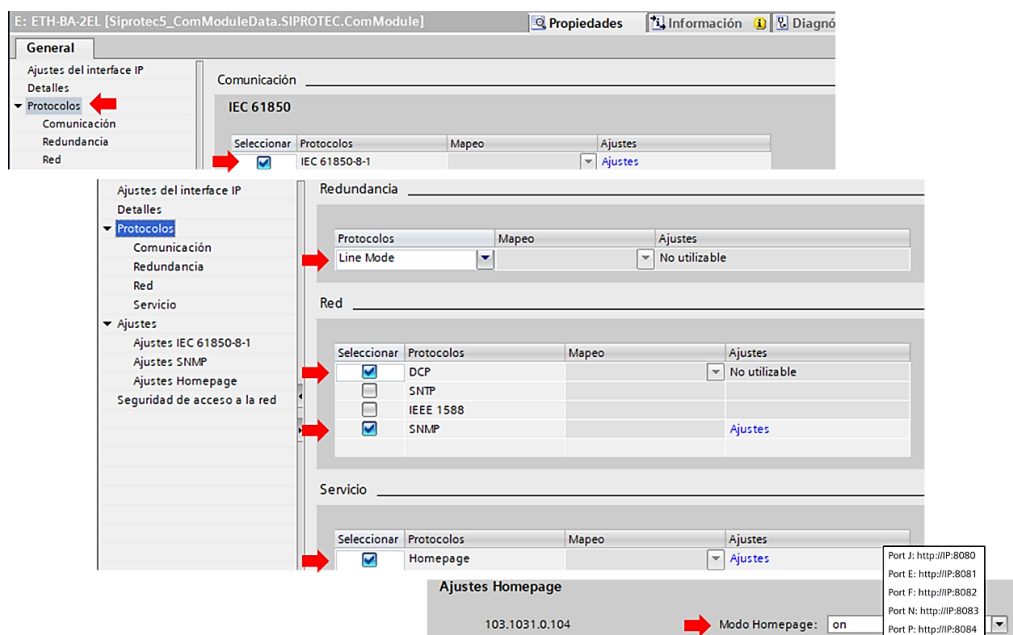 E: ETH-BA-2EL [Siprotec5_ComModuleData.SIPROTEC.ComModule]
Propiedades
Información
Diagnó
General
Ajustes del interface IP
Detalles
Protocolos
Comunicación
Redundancia
Red
Comunicación
IEC 61850
Seleccionar Protocolos Mapeo Ajustes
IEC 61850-8-1 Ajustes
Ajustes del interface IP
Detalles
Protocolos
Comunicación
Redundancia
Red
Servicio
Ajustes
Ajustes IEC 61850-8-1
Ajustes SNMP
Ajustes Homepage
Seguridad de acceso a la red
Redundancia
Protocolos Mapeo Ajustes
Line Mode No utilizable
Red
Seleccionar Protocolos Mapeo Ajustes
DCP No utilizable
SNTP
IEEE 1588
SNMP Ajustes
Servicio
Seleccionar Protocolos Mapeo Ajustes
Homepage Ajustes
Ajustes Homepage
103.1031.0.104 Modo Homepage: on
Port J: http://IP:8080
Port E: http://IP:8081
Port F: http://IP:8082
Port N: http://IP:8083
Port P: http://IP:8084